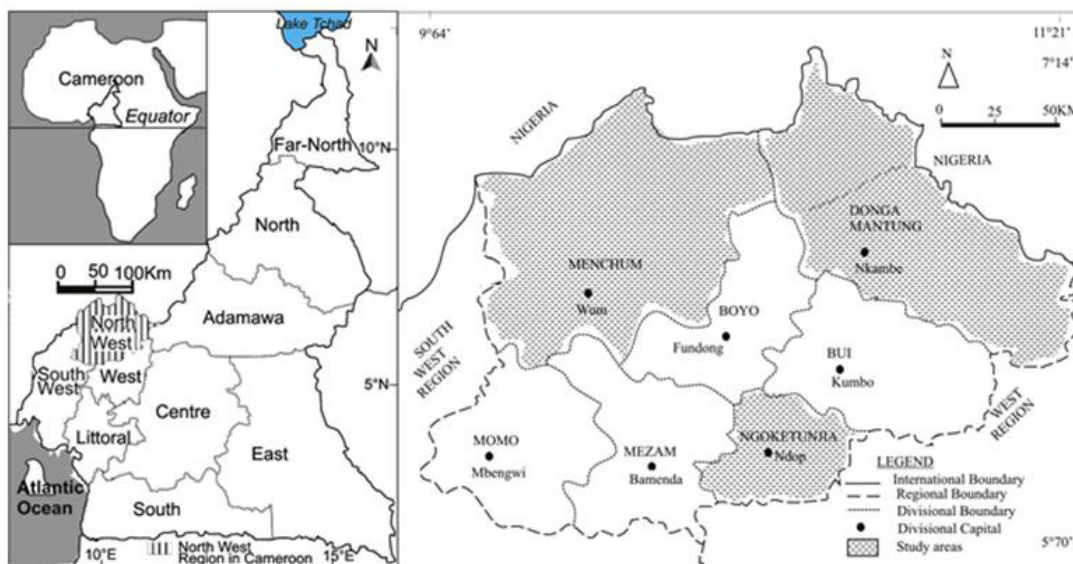 Lake Tchad
N
Cameroon
Equator
Far-North
10°N
North
0 50 100Km
Adamawa
North
West
South
West
West
5°N
Centre
Littoral
East
Atlantic
Ocean
South
10°E
North West
Region in Cameroon
15°E
9°64'
11°21'
7°14'
N
0 25 50KM
NIGERIA
NIGERIA
DONGA
MANTUNG
Nkambe
MENCHUM
Wum
BOYO
Fundong
SOUTH
WEST
REGION
BUI
Kumbo
WEST
REGION
MOMO
Mbengwi
MEZAM
Bamenda
NGOKETUNJIA
Ndop
LEGEND
International Boundary
Regional Boundary
Divisional Boundary
Divisional Capital
Study areas
5°70'